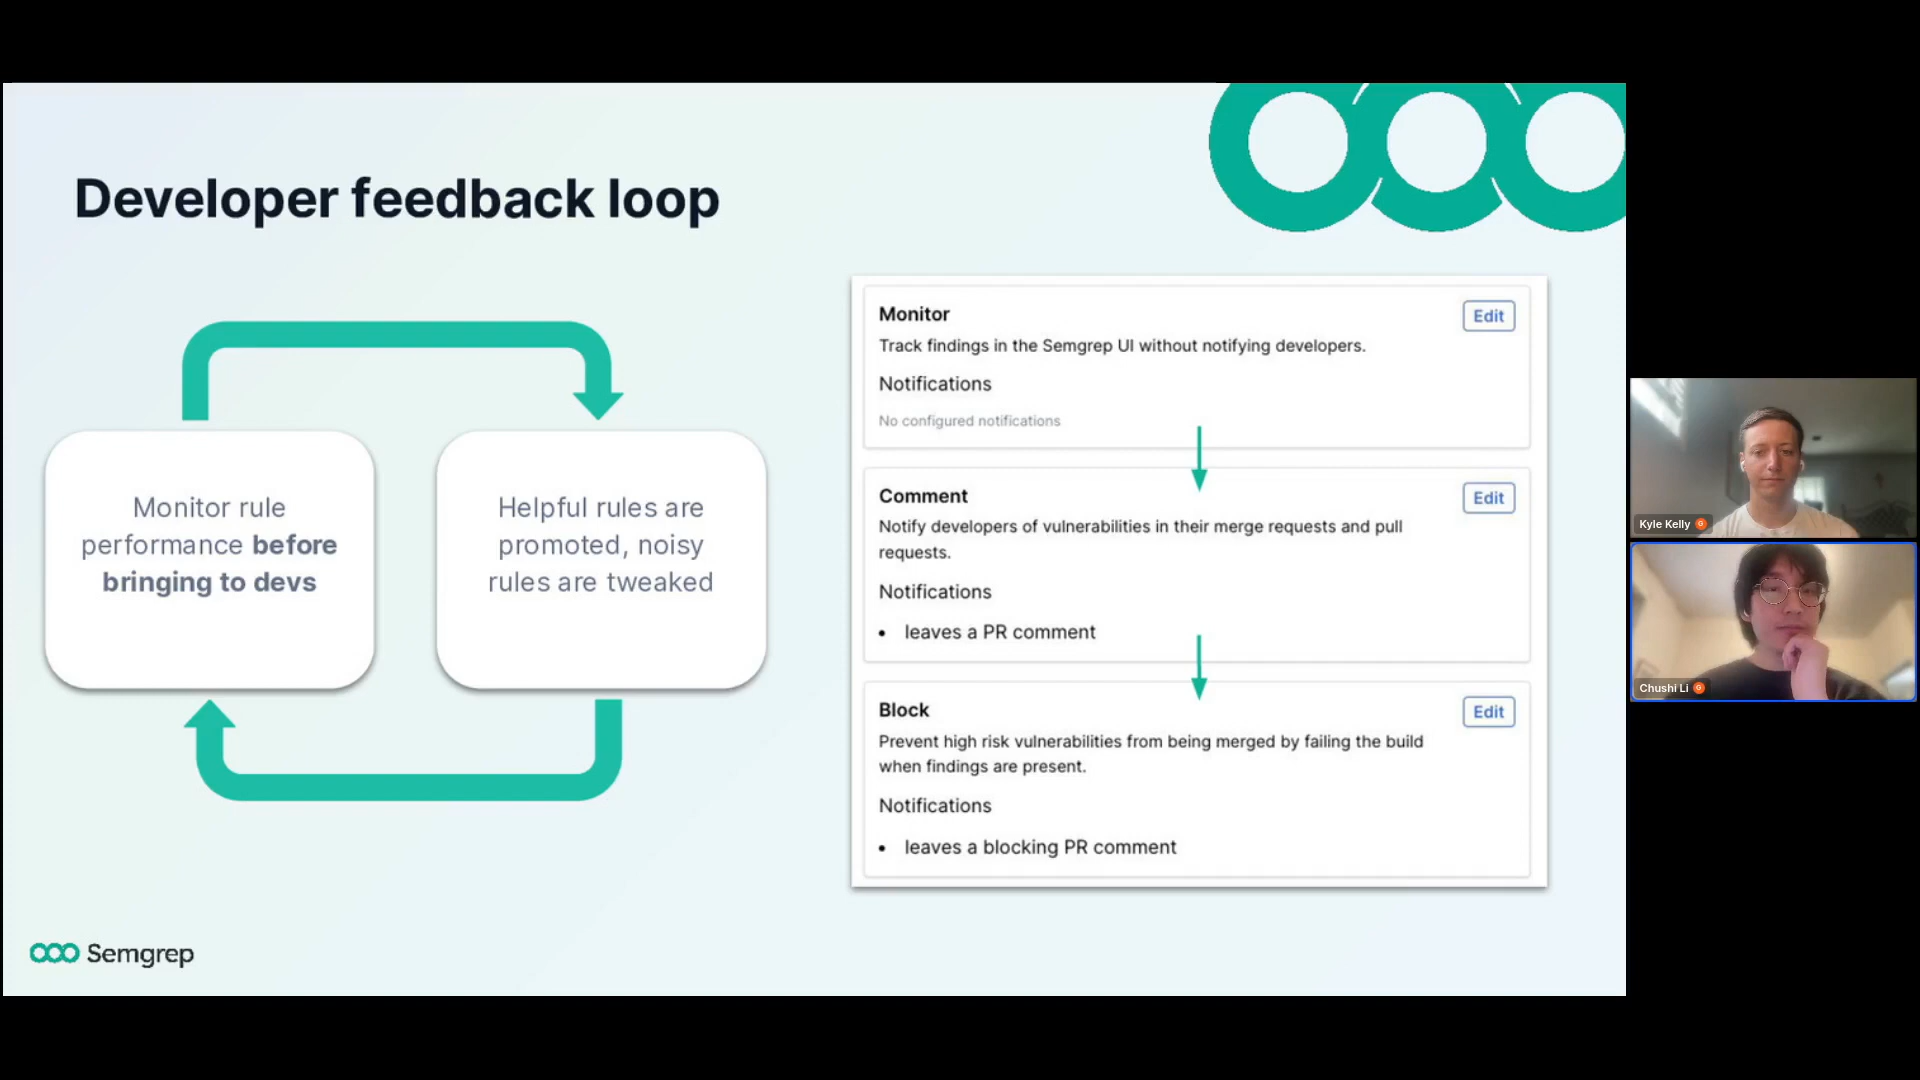 Developer feedback loop
Monitor rule
performance before
bringing to devs
Helpful rules are
promoted, noisy
rules are tweaked
Monitor
Edit
Track findings in the Semgrep UI without notifying developers.
Notifications
No configured notifications
Comment
Edit
Notify developers of vulnerabilities in their merge requests and pull
requests.
Notifications
• leaves a PR comment
Block
Edit
Prevent high risk vulnerabilities from being merged by failing the build
when findings are present.
Notifications
• leaves a blocking PR comment
Semgrep
Kyle Kelly
Chushi Li